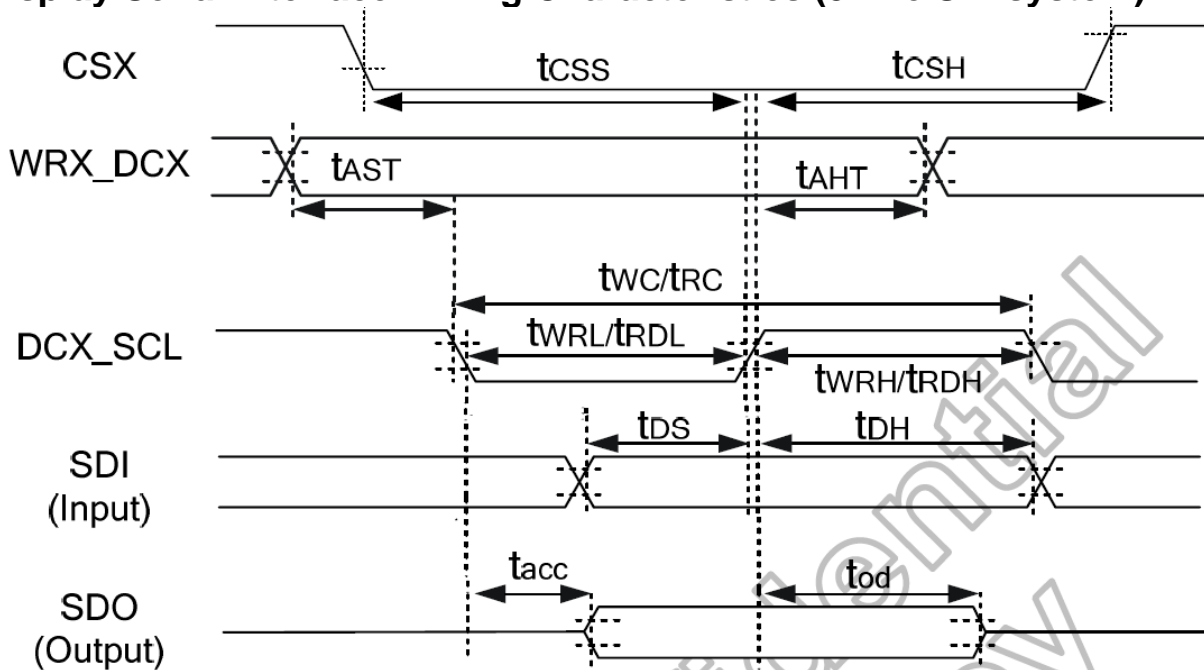 CSX
tCSS
tCSH
WRX_DCX
tAST
tAHT
tWC/tRC
DCX_SCL
tWRL/tRDL
tWRH/tRDH
tDS
tDH
SDI
(Input)
tacc
tod
SDO
(Output)